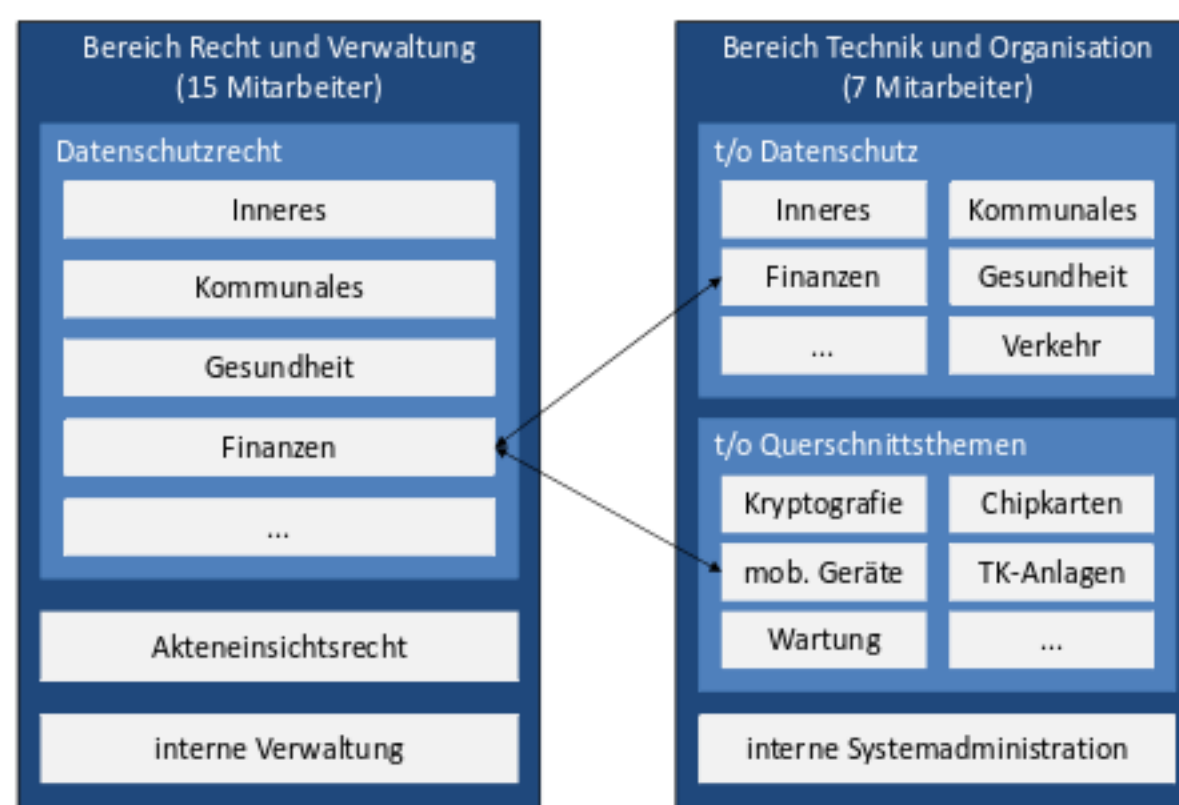 Bereich Recht und Verwaltung
(15 Mitarbeiter)
Datenschutzrecht
Inneres
Kommunales
Gesundheit
Finanzen
...
Akteneinsichtsrecht
interne Verwaltung
Bereich Technik und Organisation
(7 Mitarbeiter)
t/o Datenschutz
Inneres
Kommunales
Finanzen
Gesundheit
...
Verkehr
t/o Querschnittsthemen
Kryptografie
Chipkarten
mob. Geräte
TK-Anlagen
Wartung
...
interne Systemadministration